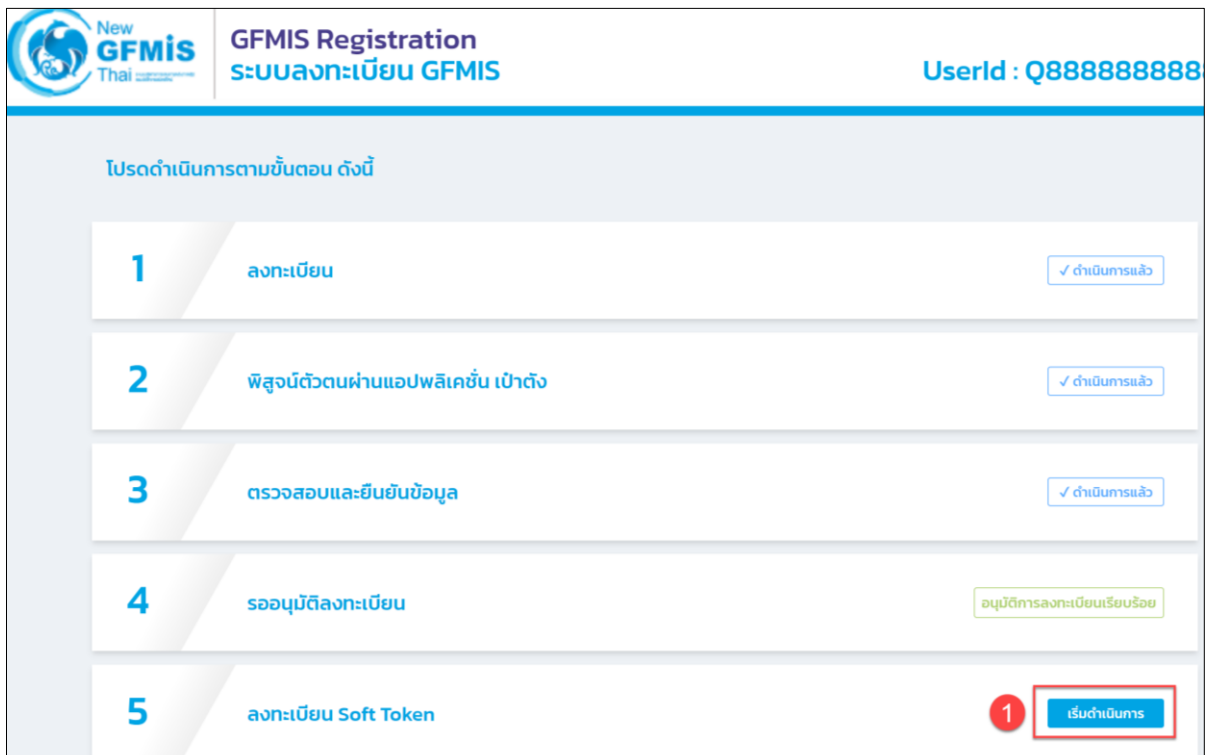 New
GFMiS
Thai
GFMIS Registration
ระบบลงทะเบียน GFMIS
UserId : Q888888888
โปรดดำเนินการตามขั้นตอน ดังนี้
1 ลงทะเบียน √ ดำเนินการแล้ว
2 พิสูจน์ตัวตนผ่านแอปพลิเคชั่น เป๋าตัง √ ดำเนินการแล้ว
3 ตรวจสอบและยืนยันข้อมูล √ ดำเนินการแล้ว
4 รออนุมัติลงทะเบียน อนุมัติการลงทะเบียนเรียบร้อย
5 ลงทะเบียน Soft Token 1 เริ่มดำเนินการ